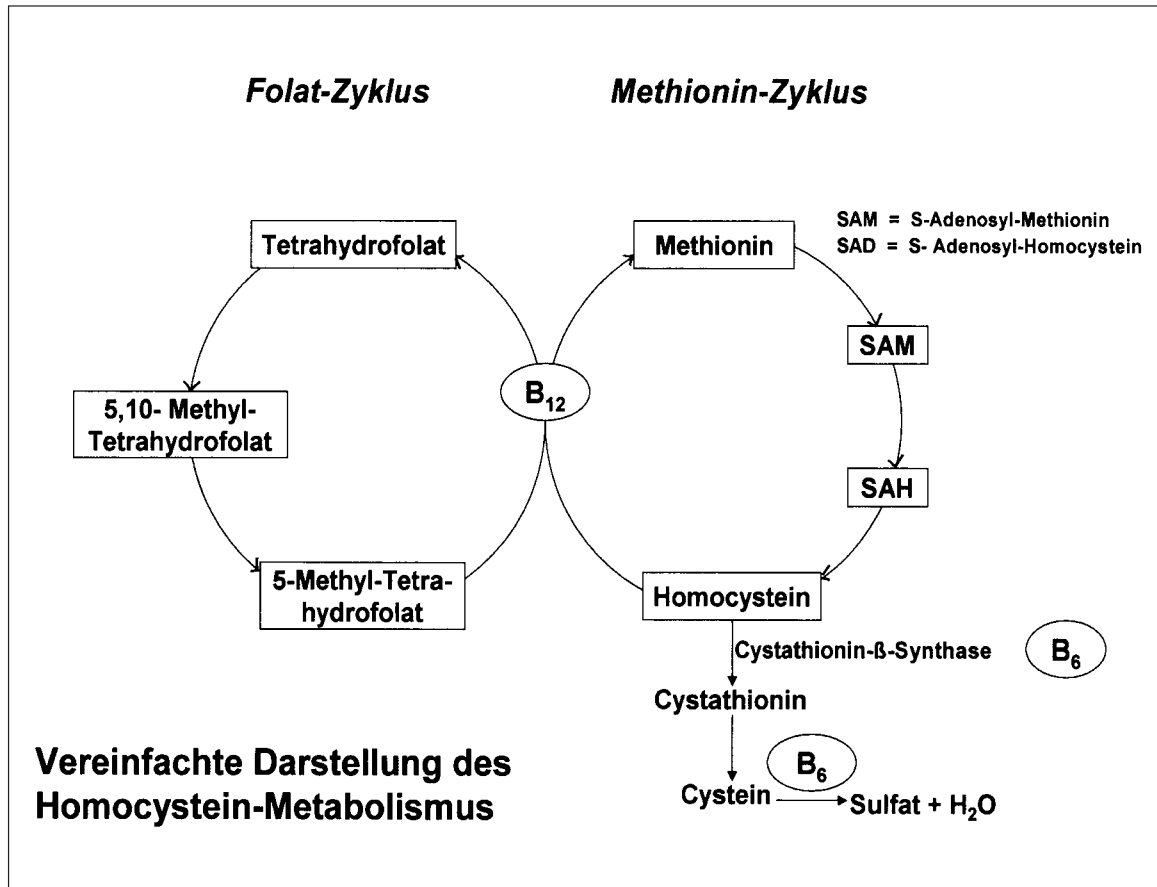 Folat-Zyklus
Methionin-Zyklus
SAM = S-Adenosyl-Methionin
SAD = S- Adenosyl-Homocystein
Tetrahydrofolat
Methionin
SAM
5,10- Methyl-
Tetrahydrofolat
B₁₂
SAH
5-Methyl-Tetra-
hydrofolat
Homocystein
Cystathionin-ß-Synthase
B₆
Cystathionin
B₆
Cystein
Sulfat + H₂O
Vereinfachte Darstellung des
Homocystein-Metabolismus